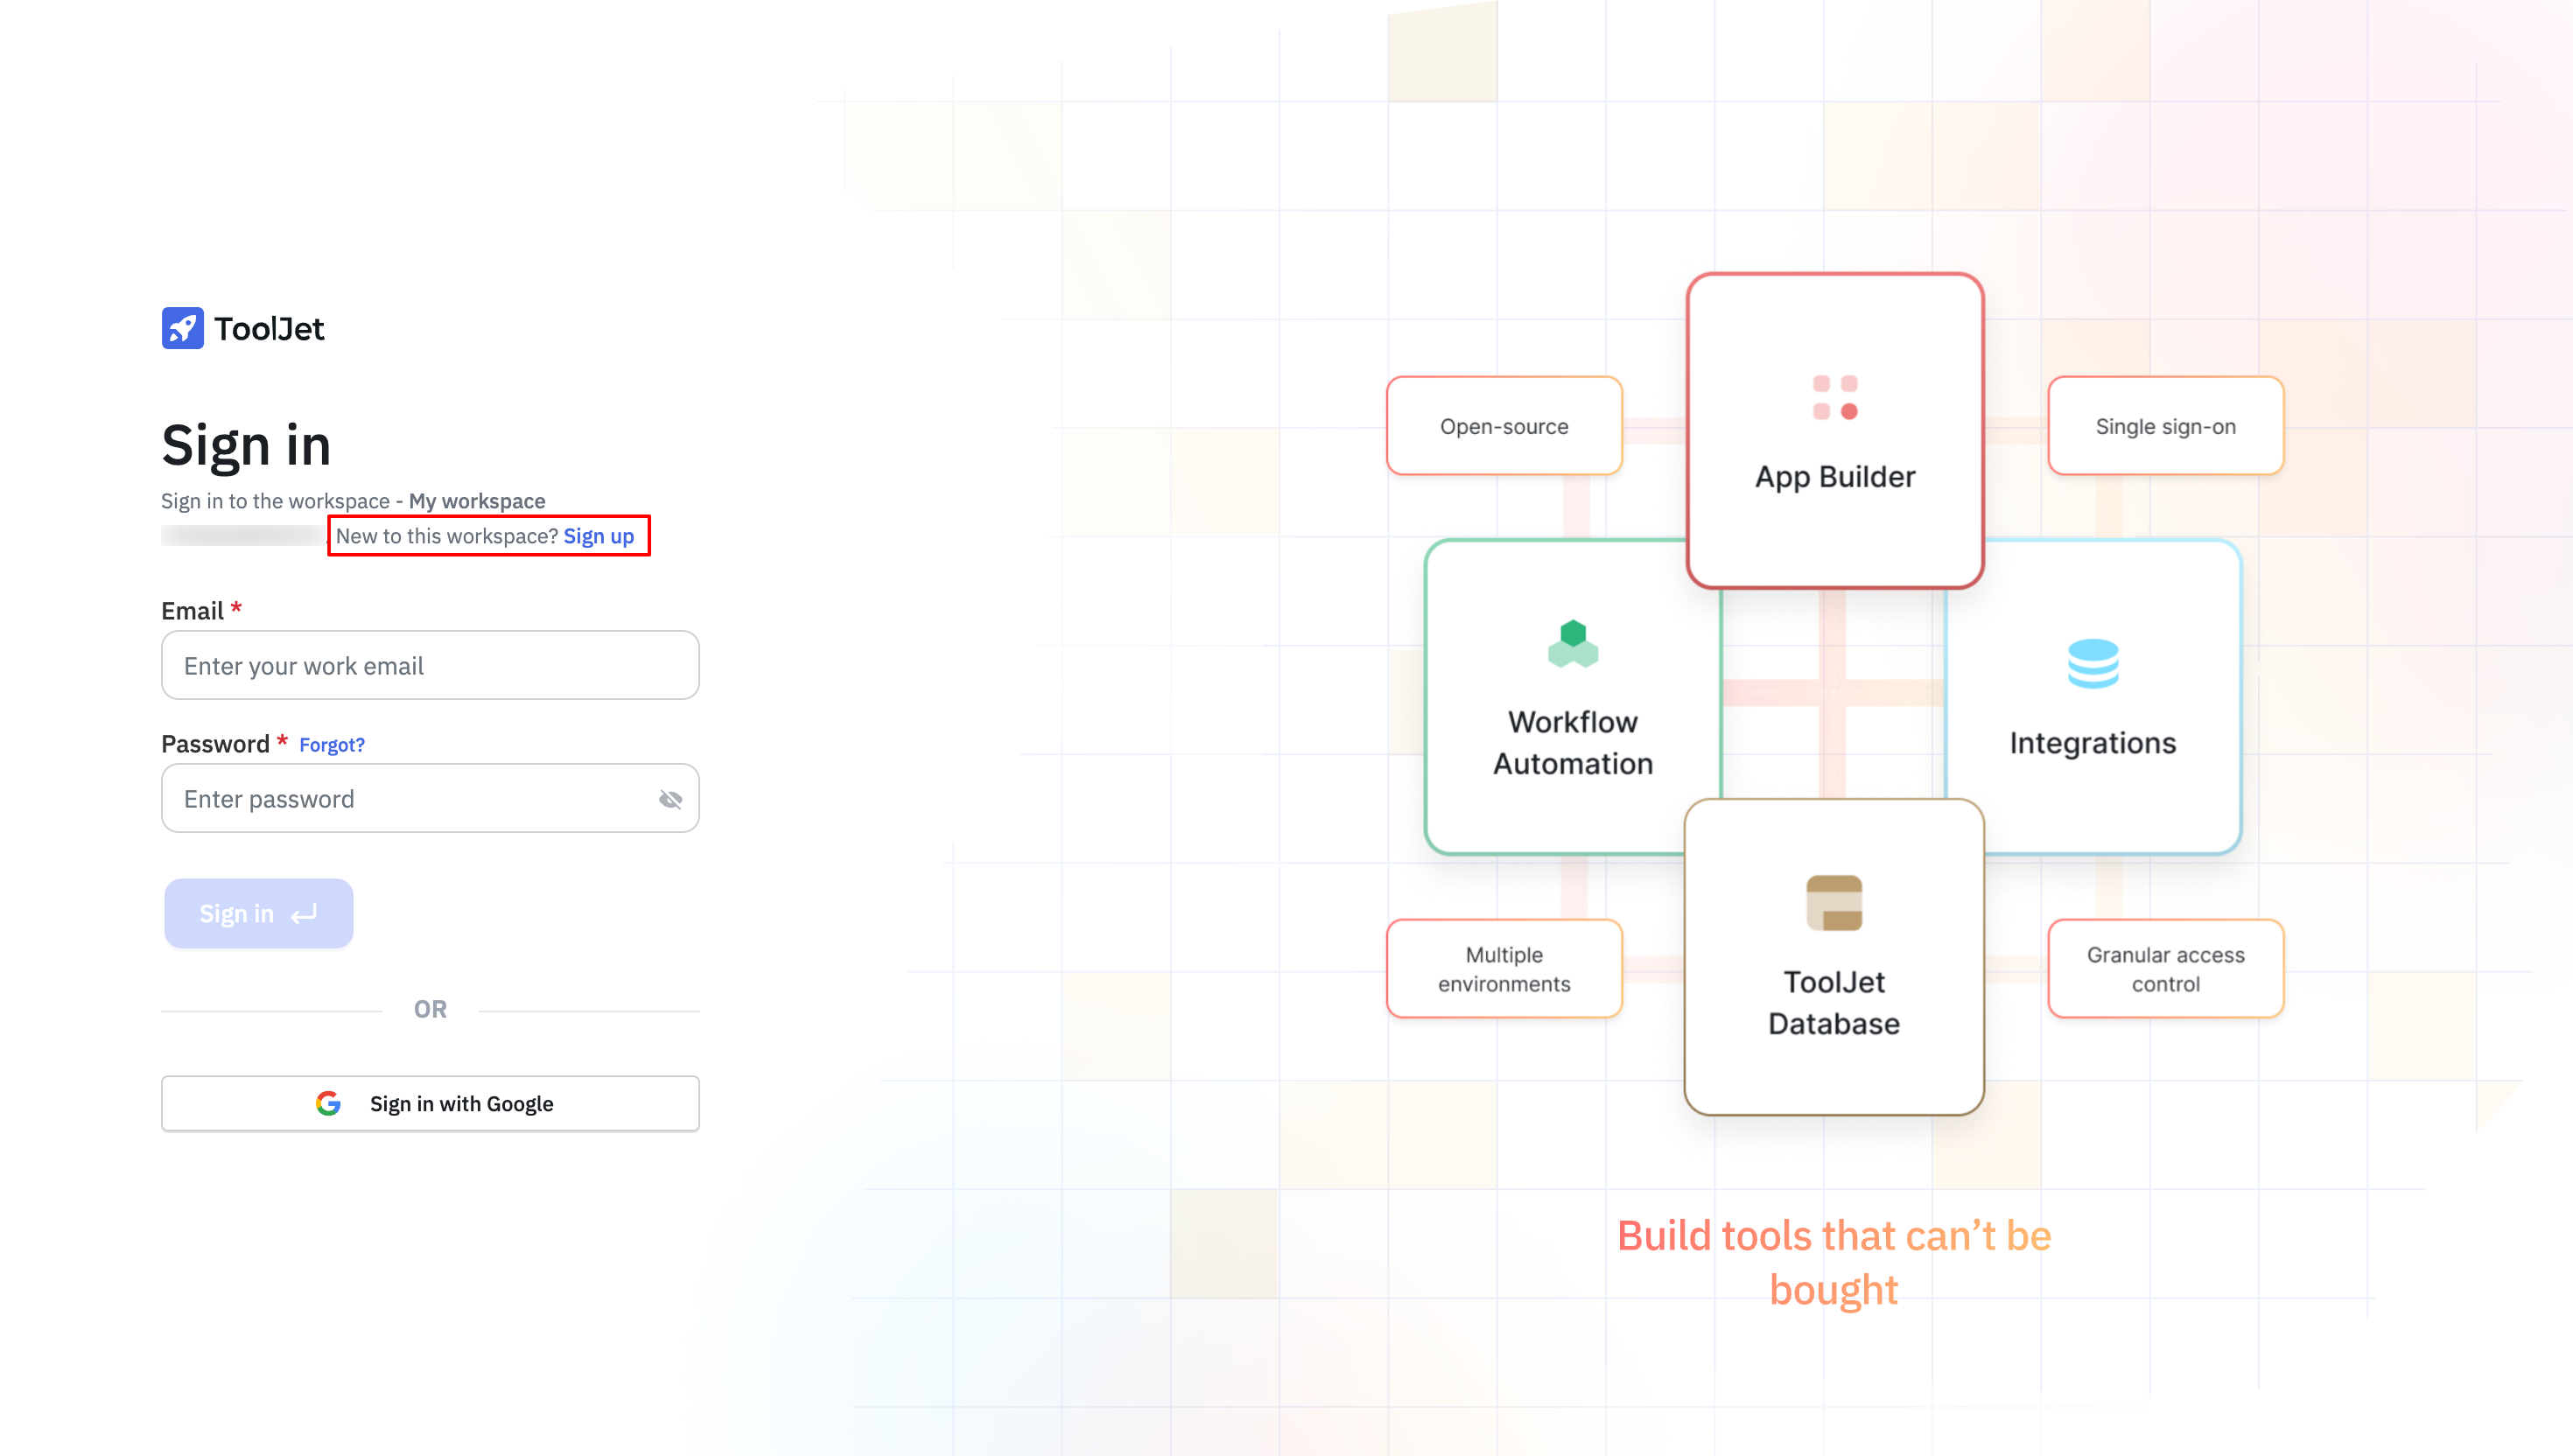 ToolJet
Sign in
Sign in to the workspace - My workspace
New to this workspace? Sign up
Email *
Enter your work email
Password * Forgot?
Enter password
Sign in
OR
Sign in with Google
App Builder
Open-source
Single sign-on
Workflow
Automation
Integrations
ToolJet
Database
Multiple
environments
Granular access
control
Build tools that can’t be
bought